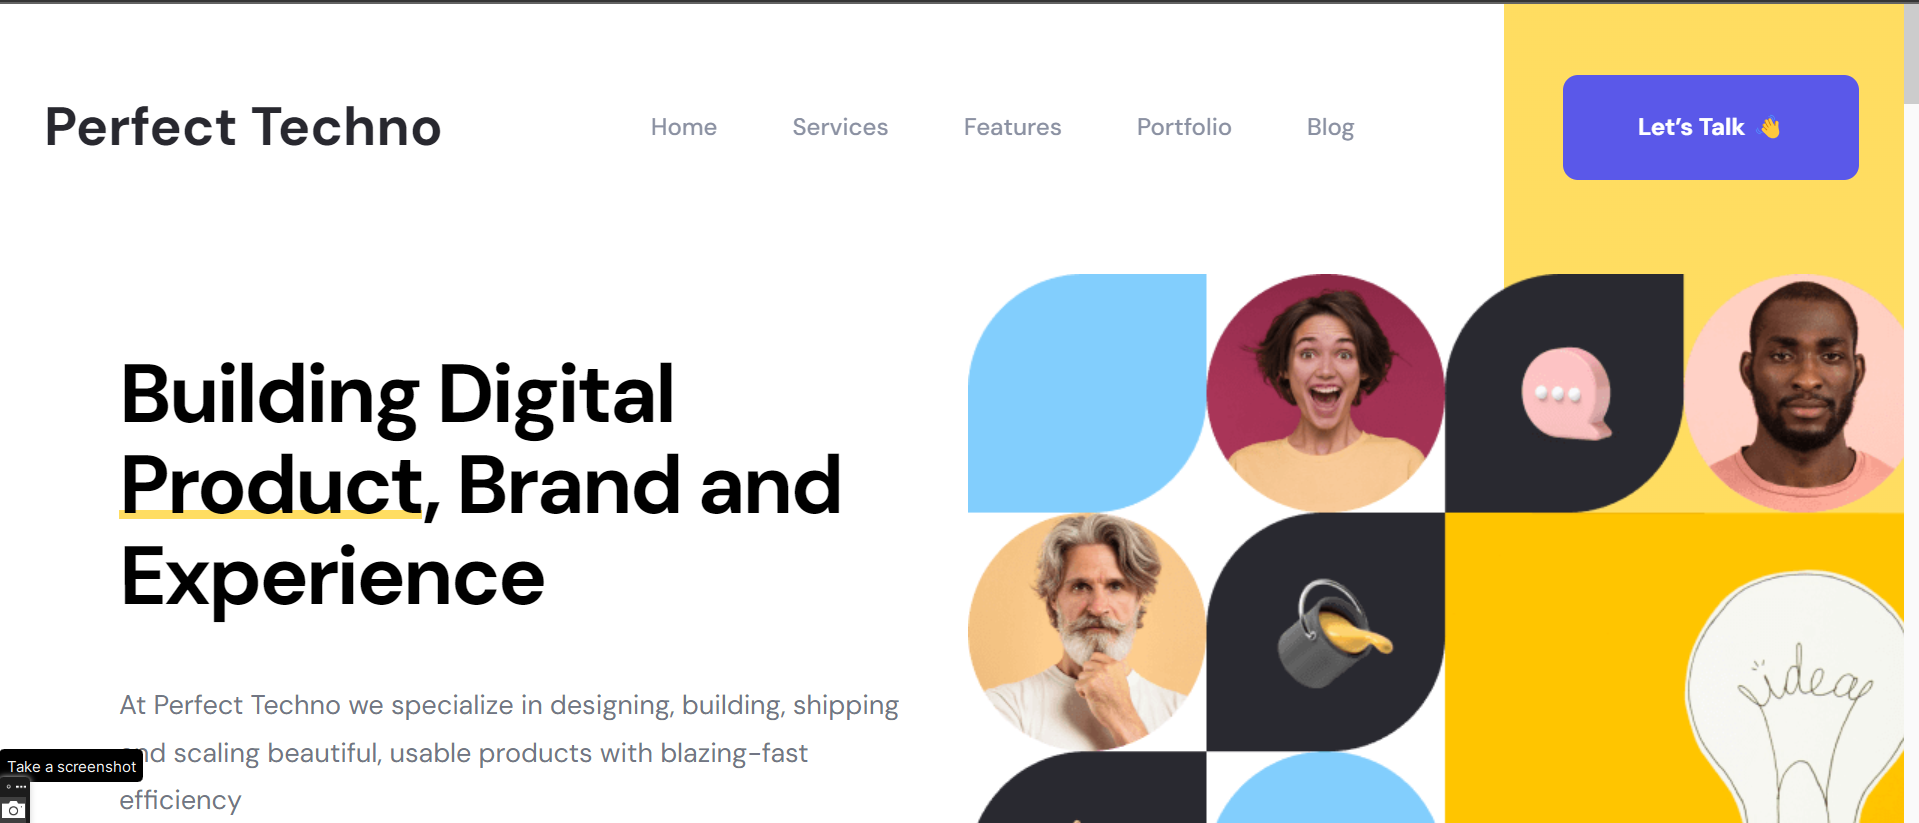 Perfect Techno
Home Services Features Portfolio Blog
Let's Talk 👋
Building Digital
Product, Brand and
Experience
At Perfect Techno we specialize in designing, building, shipping
and scaling beautiful, usable products with blazing-fast
efficiency
Take a screenshot
idea